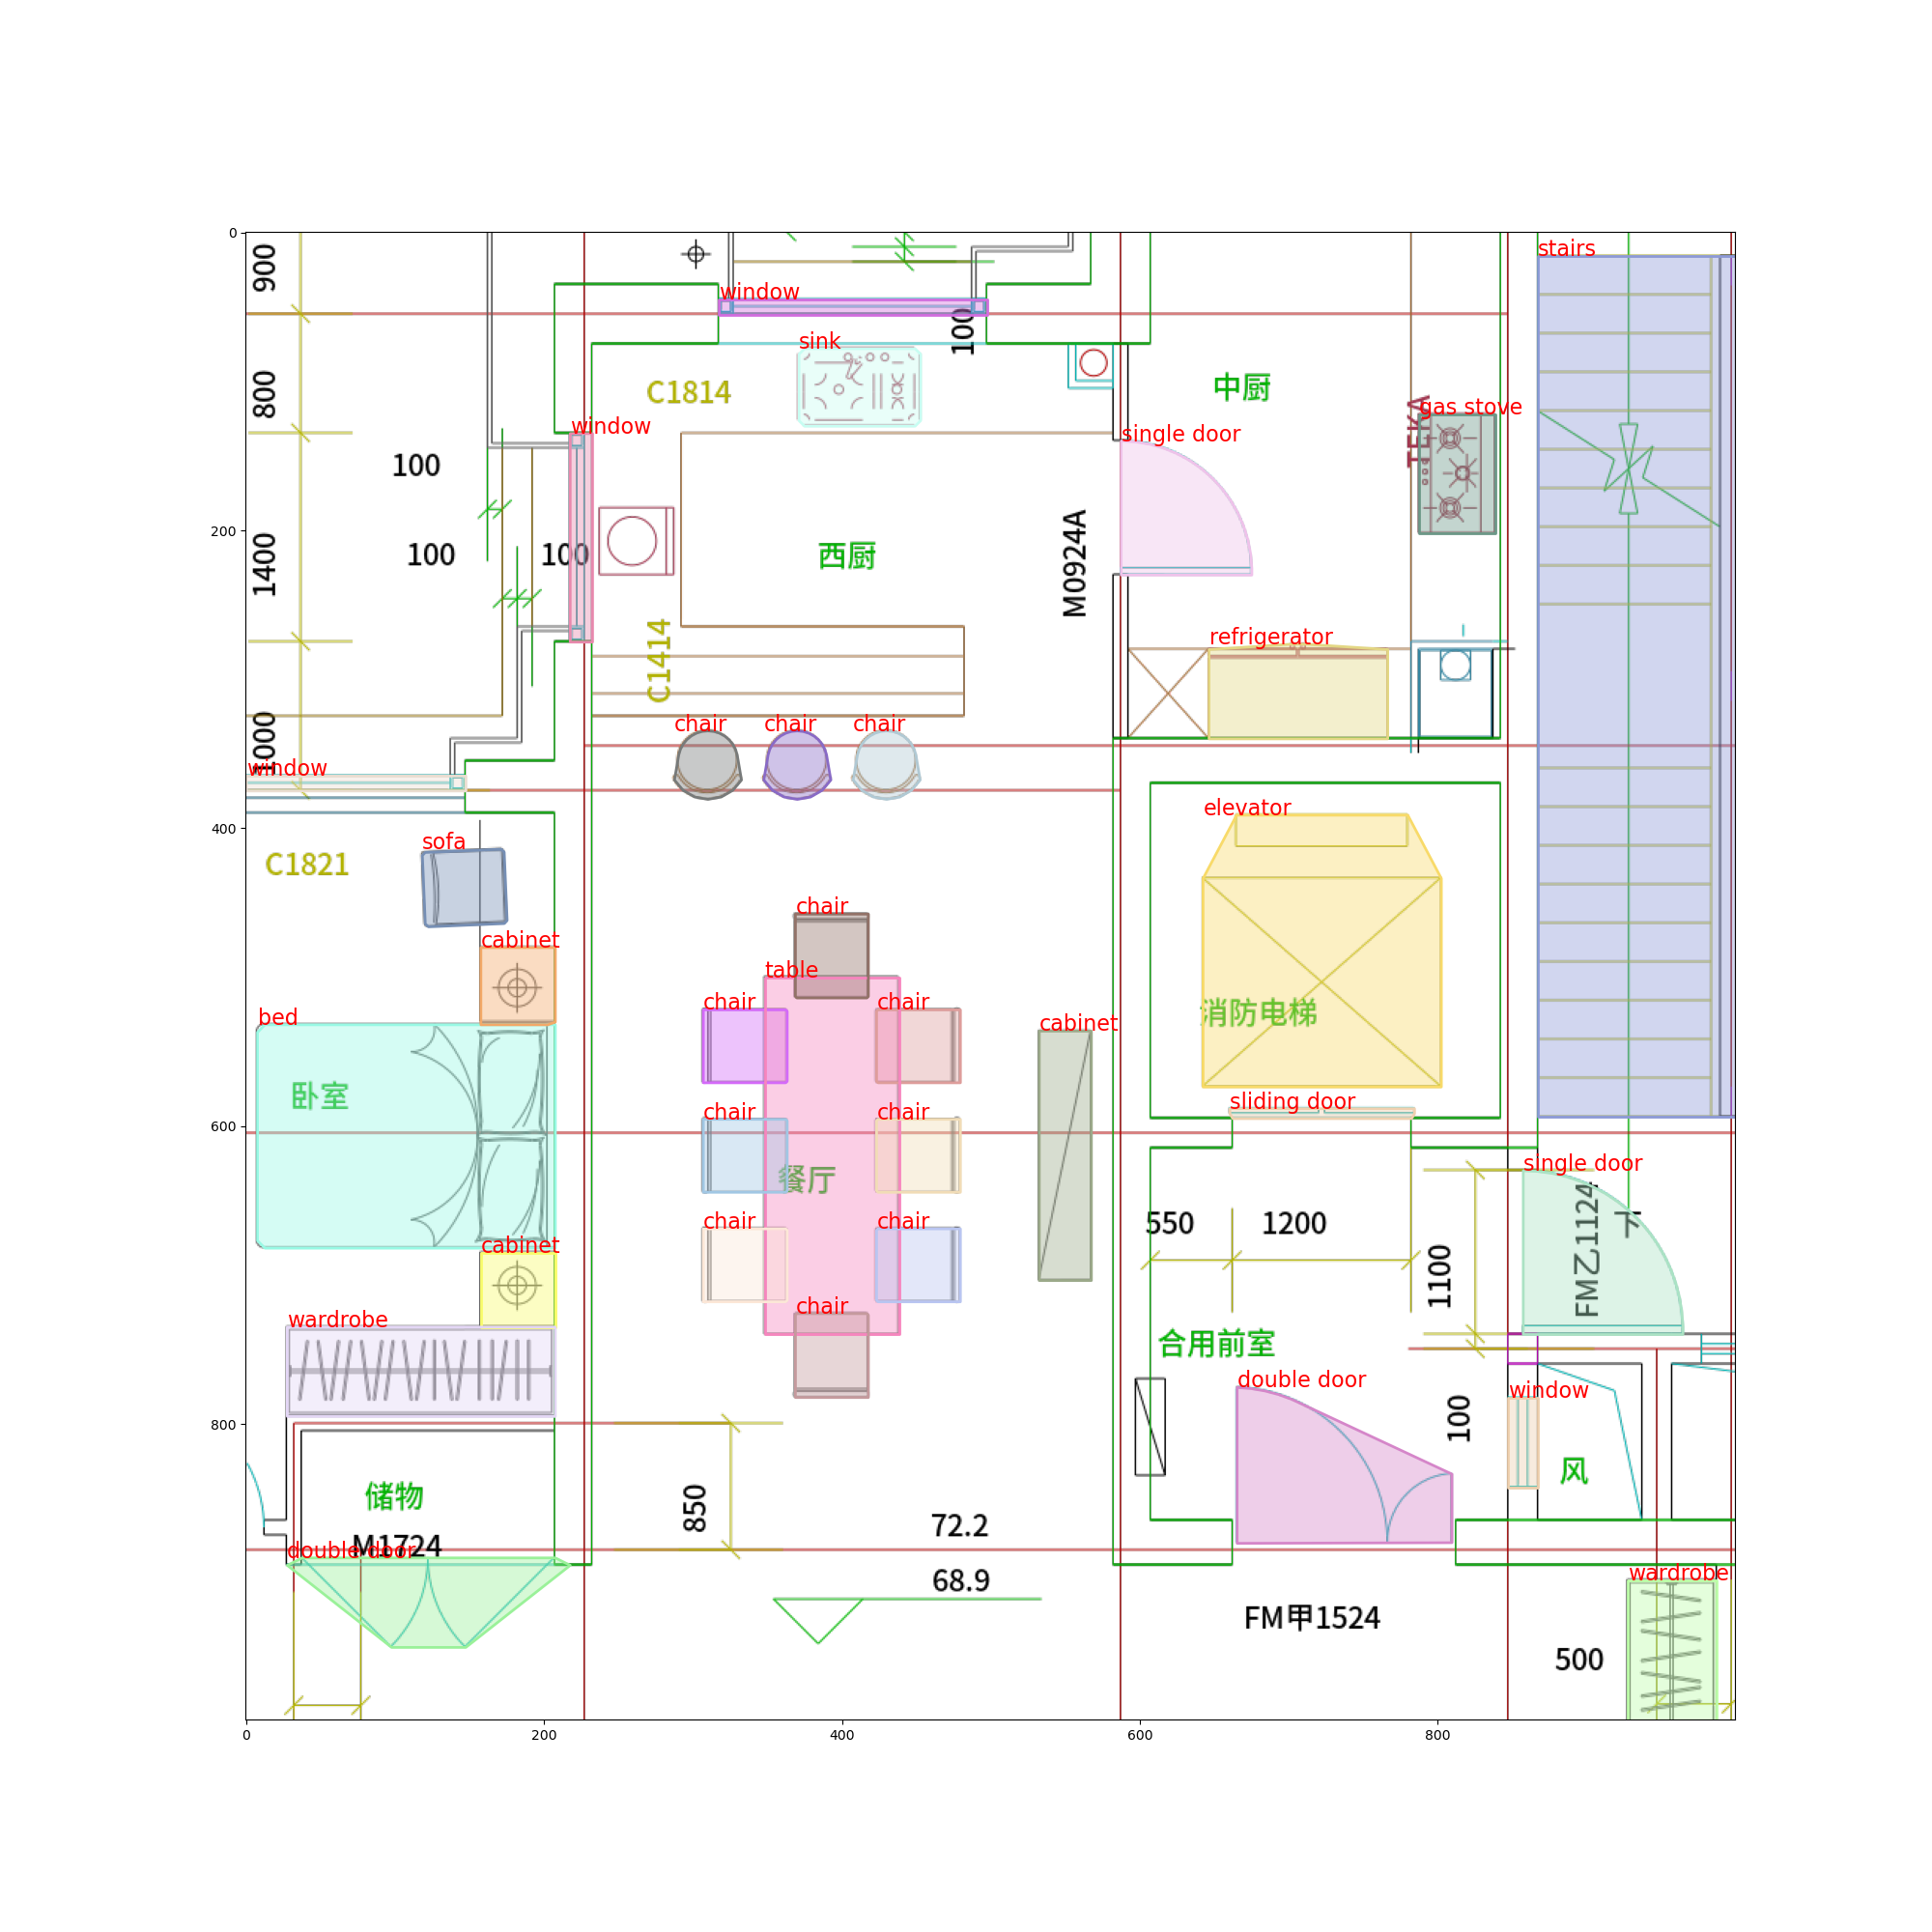 0
200
400
600
800
0
200
400
600
800
900
800
1400
1000
100
100
100
100
window
sink
C1814
中厨
TEKA
gas stove
stairs
window
single door
西厨
M0924A
C1414
refrigerator
chair
chair
chair
window
C1821
sofa
cabinet
bed
卧室
cabinet
wardrobe
elevator
消防电梯
sliding door
chair
table
chair
chair
chair
chair
餐厅
chair
chair
chair
cabinet
single door
FM乙1124
下
550
1200
1100
合用前室
double door
window
100
风
储物
M1724
double door
850
72.2
68.9
FM甲1524
wardrobe
500